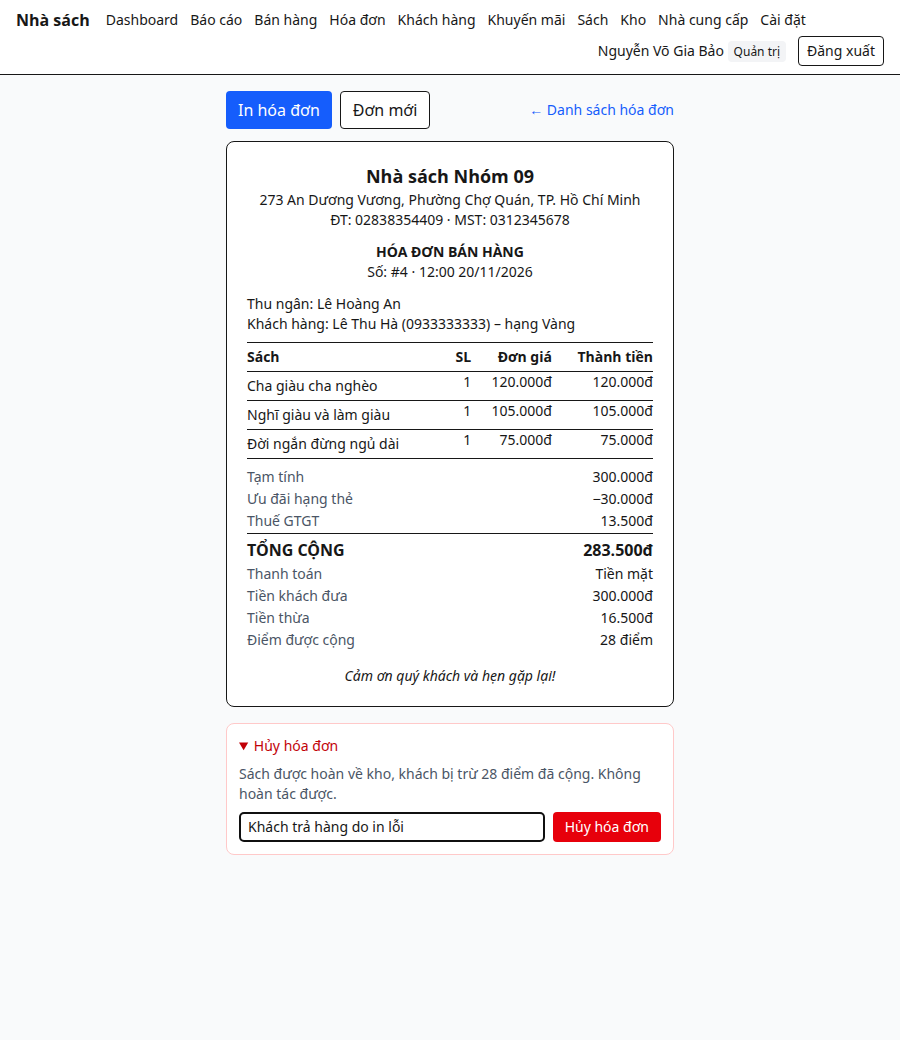 Nhà sách Dashboard Báo cáo Bán hàng Hóa đơn Khách hàng Khuyến mãi Sách Kho Nhà cung cấp Cài đặt
Nguyễn Võ Gia Bảo Quản trị Đăng xuất
In hóa đơn Đơn mới ← Danh sách hóa đơn
Nhà sách Nhóm 09
273 An Dương Vương, Phường Chợ Quán, TP. Hồ Chí Minh
ĐT: 02838354409 · MST: 0312345678
HÓA ĐƠN BÁN HÀNG
Số: #4 · 12:00 20/11/2026
Thu ngân: Lê Hoàng An
Khách hàng: Lê Thu Hà (0933333333) – hạng Vàng
Sách SL Đơn giá Thành tiền
Cha giàu cha nghèo 1 120.000đ 120.000đ
Nghĩ giàu và làm giàu 1 105.000đ 105.000đ
Đời ngắn đừng ngủ dài 1 75.000đ 75.000đ
Tạm tính 300.000đ
Ưu đãi hạng thẻ −30.000đ
Thuế GTGT 13.500đ
TỔNG CỘNG 283.500đ
Thanh toán Tiền mặt
Tiền khách đưa 300.000đ
Tiền thừa 16.500đ
Điểm được cộng 28 điểm
Cảm ơn quý khách và hẹn gặp lại!
▼ Hủy hóa đơn
Sách được hoàn về kho, khách bị trừ 28 điểm đã cộng. Không
hoàn tác được.
Khách trả hàng do in lỗi Hủy hóa đơn